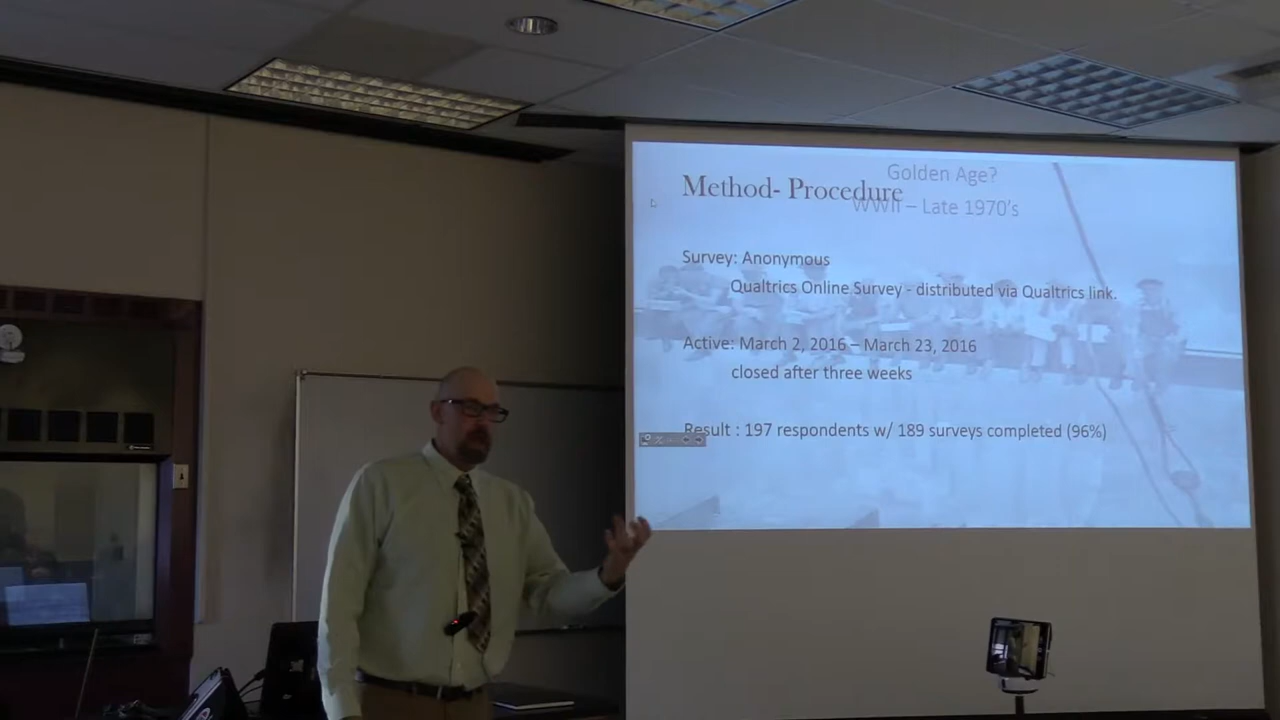 Golden Age?
Method- Procedure
WWII – Late 1970's
Survey: Anonymous
Qualtrics Online Survey - distributed via Qualtrics link.
Active: March 2, 2016 – March 23, 2016
closed after three weeks
Result : 197 respondents w/ 189 surveys completed (96%)